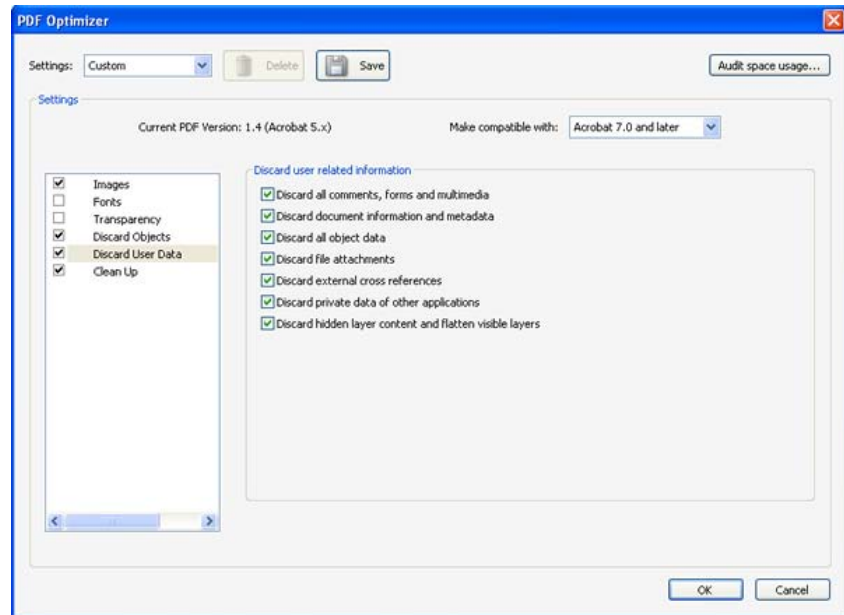 PDF Optimizer
Settings: Custom Delete Save Audit space usage...
Settings
Current PDF Version: 1.4 (Acrobat 5.x) Make compatible with: Acrobat 7.0 and later
Discard user related information
Images
Fonts
Transparency
Discard Objects
Discard User Data
Clean Up
Discard all comments, forms and multimedia
Discard document information and metadata
Discard all object data
Discard file attachments
Discard external cross references
Discard private data of other applications
Discard hidden layer content and flatten visible layers
OK Cancel